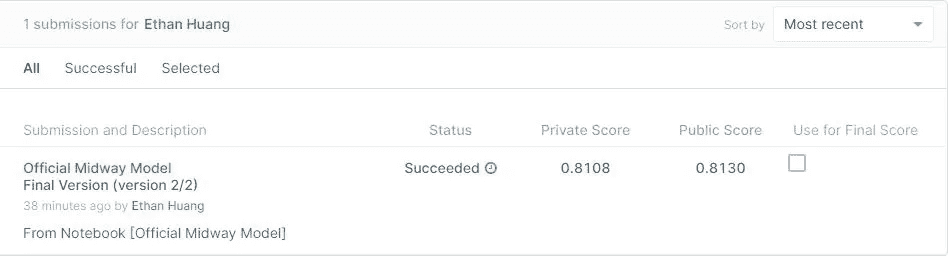 1 submissions for Ethan Huang
Sort by Most recent
All Successful Selected
Submission and Description Status Private Score Public Score Use for Final Score
Official Midway Model Succeeded 0.8108 0.8130
Final Version (version 2/2)
38 minutes ago by Ethan Huang
From Notebook [Official Midway Model]